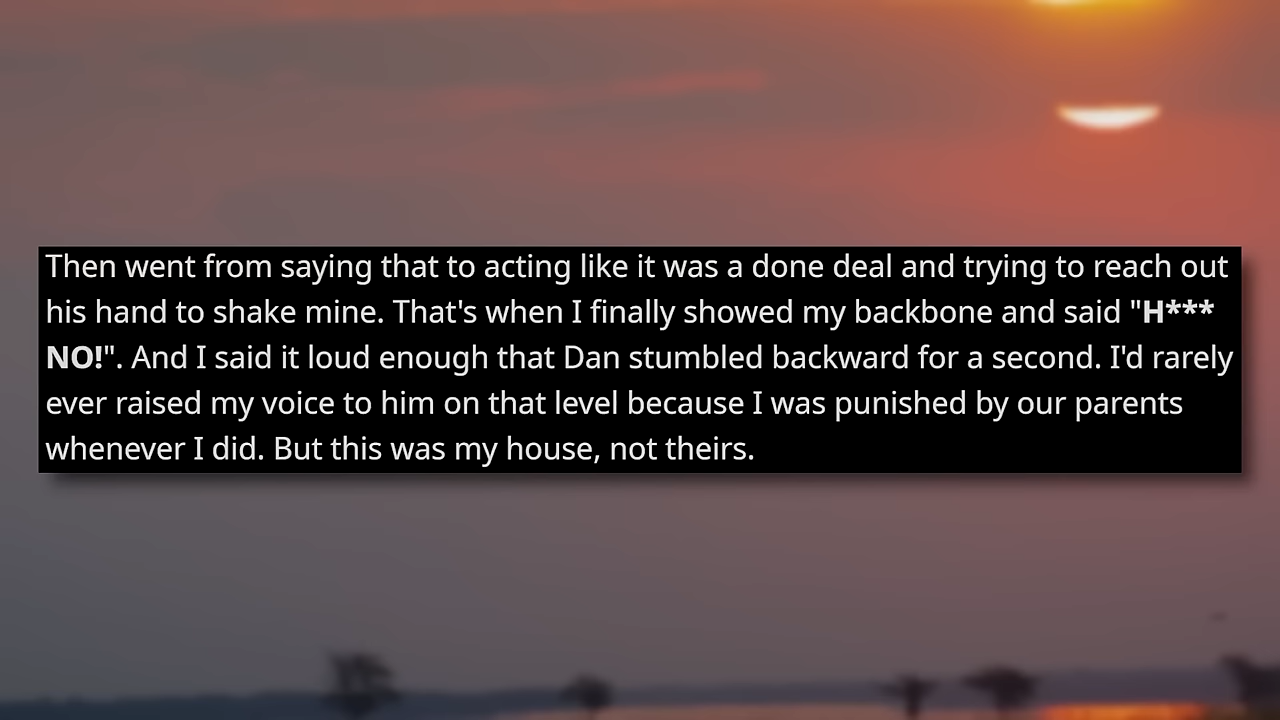 Then went from saying that to acting like it was a done deal and trying to reach out
his hand to shake mine. That's when I finally showed my backbone and said "H***
NO!". And I said it loud enough that Dan stumbled backward for a second. I'd rarely
ever raised my voice to him on that level because I was punished by our parents
whenever I did. But this was my house, not theirs.